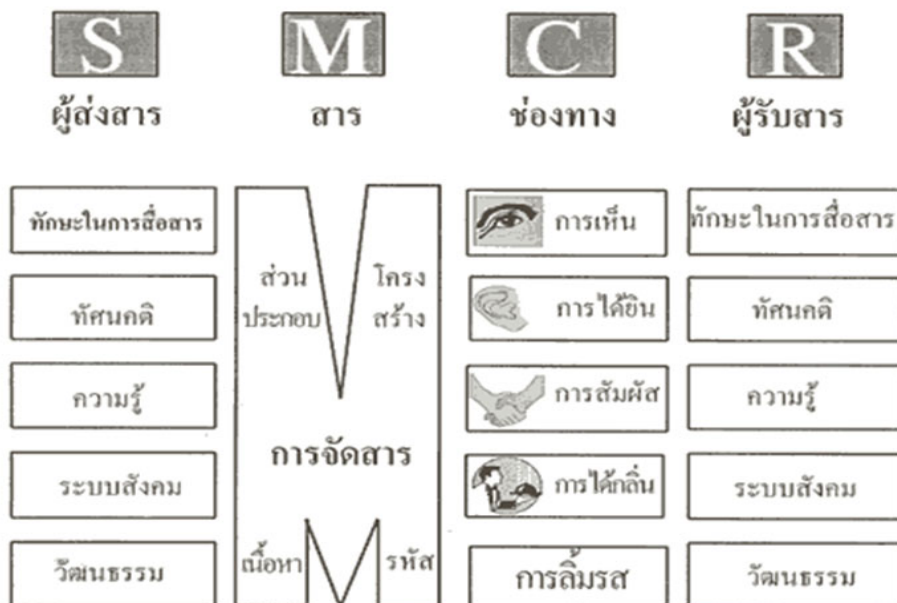 S M C R
ผู้ส่งสาร สาร ช่องทาง ผู้รับสาร
ทักษะในการสื่อสาร
ทัศนคติ
ความรู้
ระบบสังคม
วัฒนธรรม
ส่วน
ประกอบ
โครง
สร้าง
การจัดสาร
เนื้อหา
รหัส
การเห็น
การได้ยิน
การสัมผัส
การได้กลิ่น
การลิ้มรส
ทักษะในการสื่อสาร
ทัศนคติ
ความรู้
ระบบสังคม
วัฒนธรรม